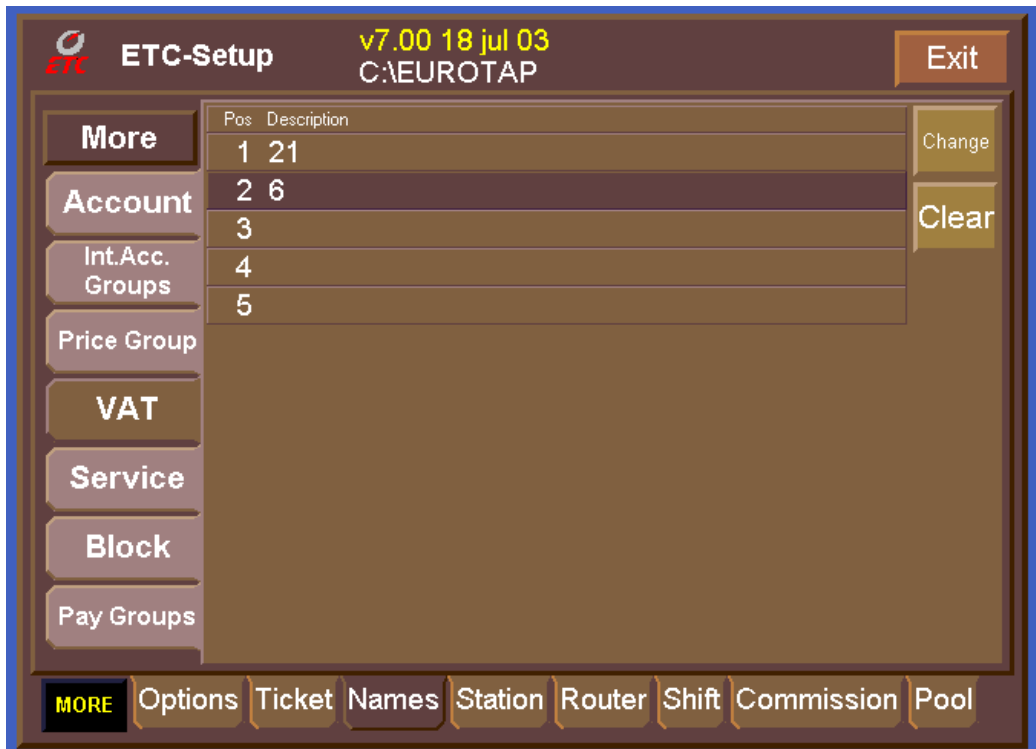 ETC ETC-Setup
v7.00 18 jul 03
C:\EUROTAP
Exit
More
Account
Int.Acc.
Groups
Price Group
VAT
Service
Block
Pay Groups
Pos Description
1 21
2 6
3
4
5
Change
Clear
MORE Options Ticket Names Station Router Shift Commission Pool